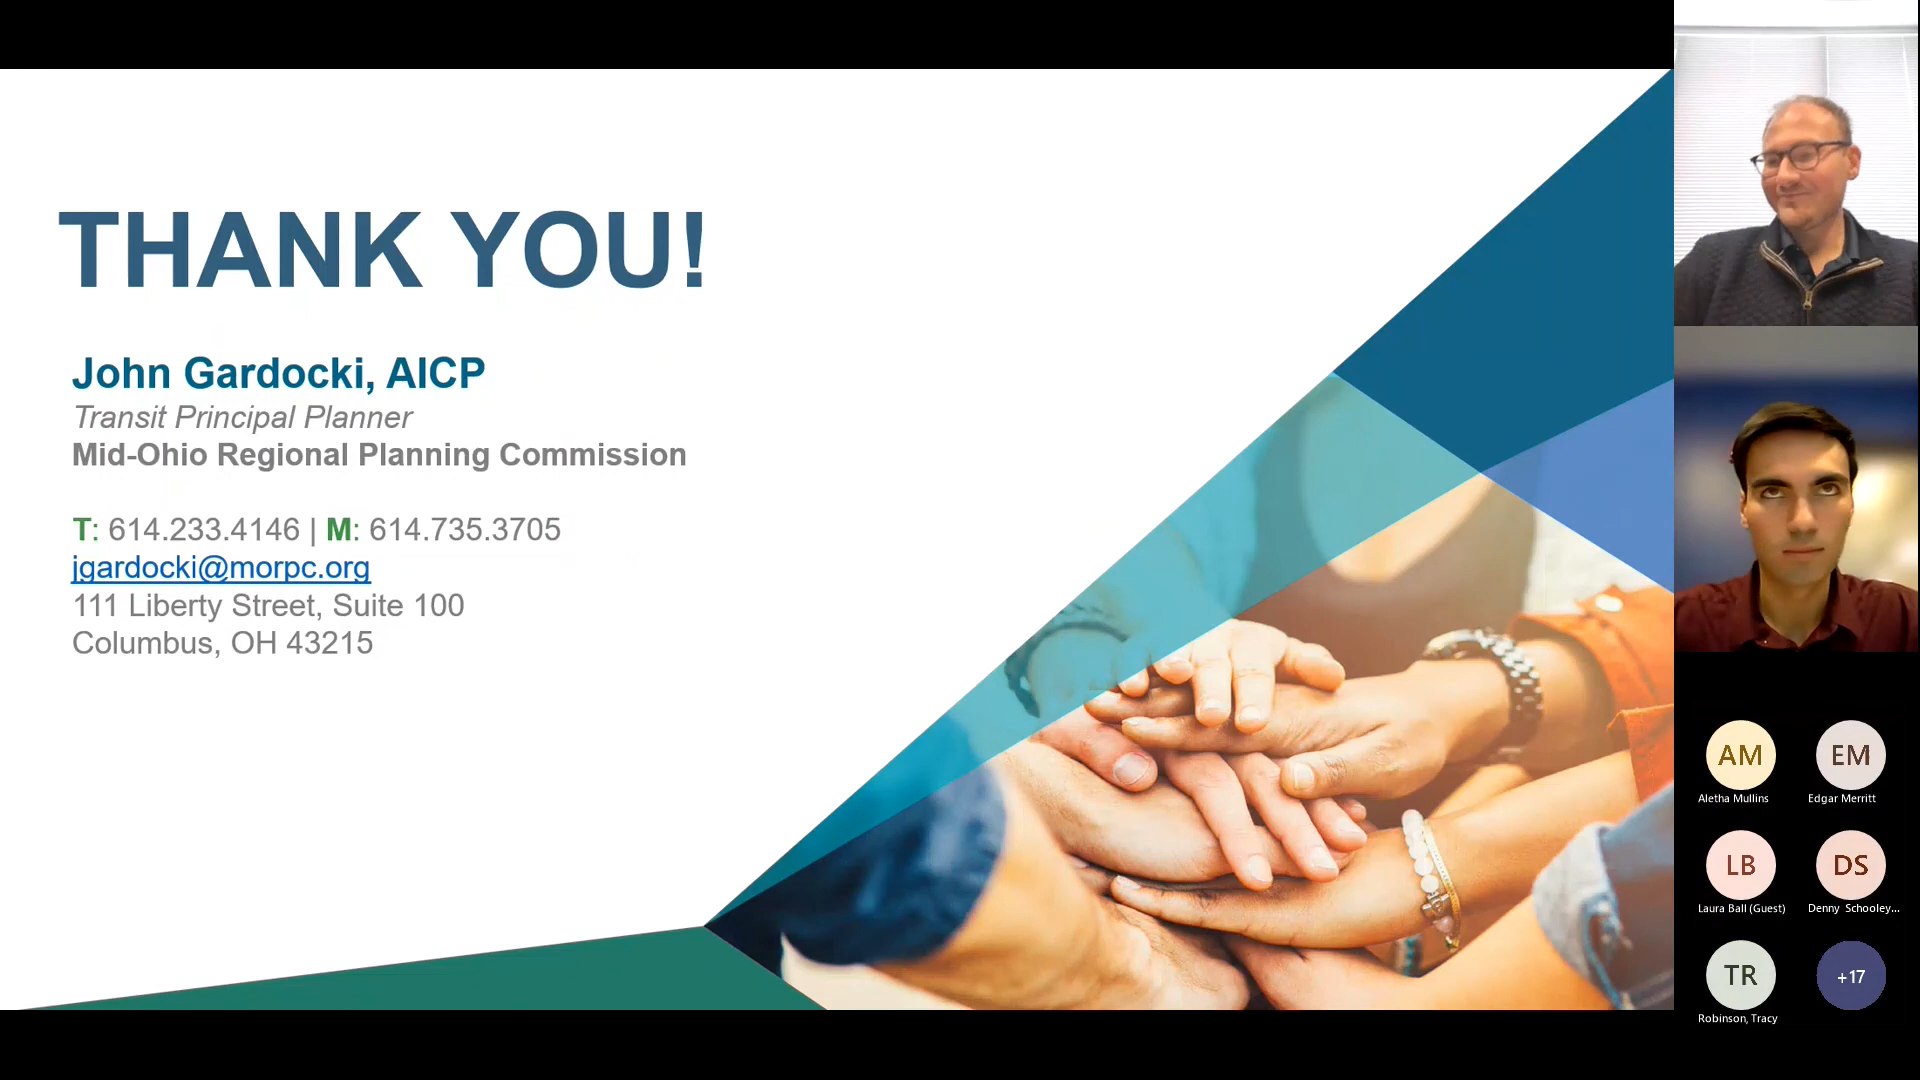 THANK YOU!
John Gardocki, AICP
Transit Principal Planner
Mid-Ohio Regional Planning Commission
T: 614.233.4146 | M: 614.735.3705
jgardocki@morpc.org
111 Liberty Street, Suite 100
Columbus, OH 43215
AM
EM
Aletha Mullins
Edgar Merritt
LB
DS
Laura Ball (Guest)
Denny Schooley...
TR
+17
Robinson, Tracy